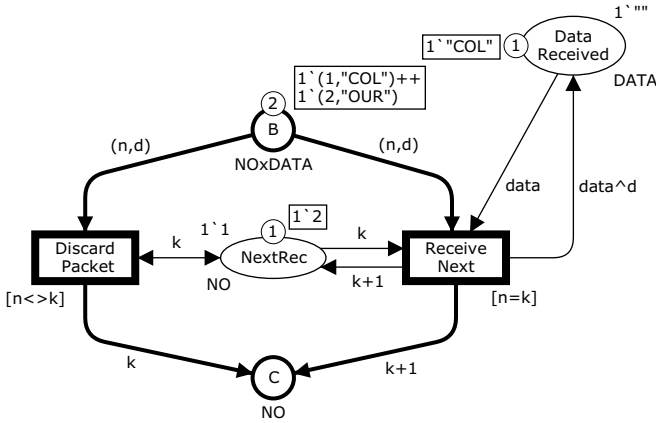 1`""
1`"COL"
1
Data
Received
DATA
1`(1,"COL")++
1`(2,"OUR")
2
B
NOxDATA
(n,d)
(n,d)
data
data^d
Discard
Packet
[n<>k]
k
1`1
1
1`2
NextRec
NO
k
k+1
Receive
Next
[n=k]
k
k+1
C
NO